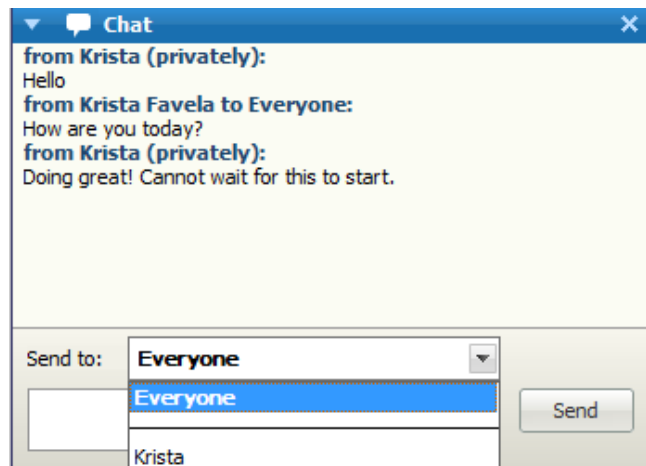 Chat
from Krista (privately):
Hello
from Krista Favela to Everyone:
How are you today?
from Krista (privately):
Doing great! Cannot wait for this to start.
Send to: Everyone
Everyone
Send
Krista